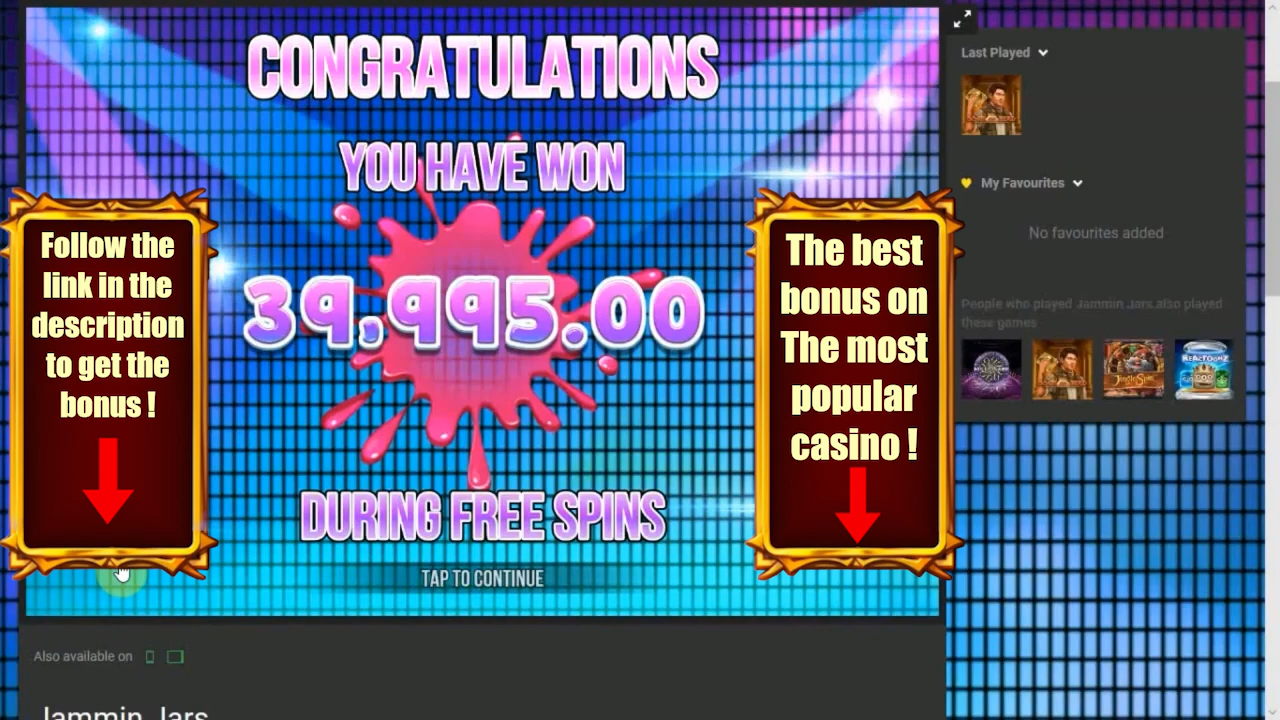 CONGRATULATIONS
YOU HAVE WON
39,995.00
DURING FREE SPINS
TAP TO CONTINUE
Follow the
link in the
description
to get the
bonus !
The best
bonus on
The most
popular
casino !
Last Played
My Favourites
No favourites added
People who played Jammin Jars also played
these games
REACTOONZ
Also available on
Jammin Jars